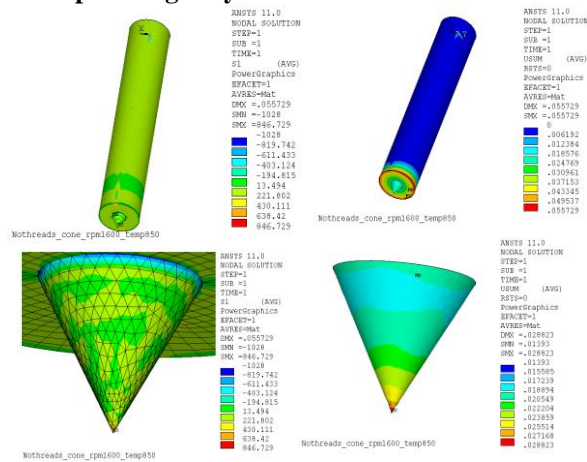 ANSYS 11.0
NODAL SOLUTION
STEP=1
SUB =1
TIME=1
S1 (AVG)
PowerGraphics
EFACET=1
AVRES=Mat
DMX =.055729
SMN =-1028
SMX =846.729
-1028
-819.742
-611.433
-403.124
-194.815
13.494
221.802
430.111
638.42
846.729
Nothreads_cone_rpm1600_temp850
ANSYS 11.0
NODAL SOLUTION
STEP=1
SUB =1
TIME=1
USUM (AVG)
RSYS=0
PowerGraphics
EFACET=1
AVRES=Mat
DMX =.055729
SMX =.055729
0
.006192
.012384
.018576
.024769
.030961
.037153
.043345
.049537
.055729
Nothreads_cone_rpm1600_temp850
ANSYS 11.0
NODAL SOLUTION
STEP=1
SUB =1
TIME=1
S1 (AVG)
PowerGraphics
EFACET=1
AVRES=Mat
DMX =.055729
SMN =-1028
SMX =846.729
-1028
-819.742
-611.433
-403.124
-194.815
13.494
221.802
430.111
638.42
846.729
Nothreads_cone_rpm1600_temp850
ANSYS 11.0
NODAL SOLUTION
STEP=1
SUB =1
TIME=1
USUM (AVG)
RSYS=0
PowerGraphics
EFACET=1
AVRES=Mat
DMX =.028823
SMN =.01393
SMX =.028823
.01393
.015585
.017239
.018894
.020549
.022204
.023859
.025514
.027168
.028823
Nothreads_cone_rpm1600_temp850